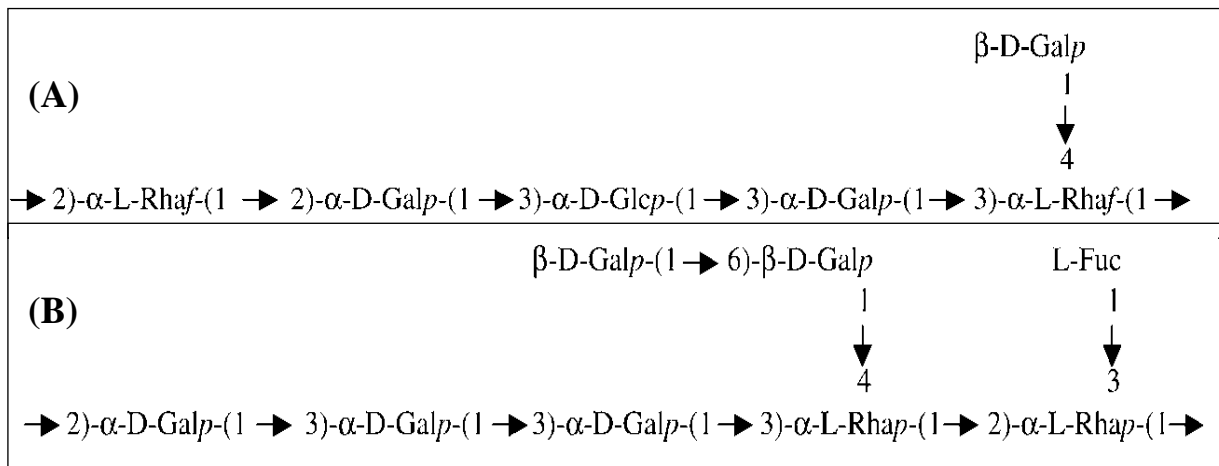 β-D-Galp
1
(A)
4
→ 2)-α-L-Rhaf-(1 → 2)-α-D-Galp-(1 → 3)-α-D-Glcp-(1 → 3)-α-D-Galp-(1 → 3)-α-L-Rhaf-(1 →
β-D-Galp-(1 → 6)-β-D-Galp L-Fuc
1 1
(B)
4 3
→ 2)-α-D-Galp-(1 → 3)-α-D-Galp-(1 → 3)-α-D-Galp-(1 → 3)-α-L-Rhap-(1 → 2)-α-L-Rhap-(1 →